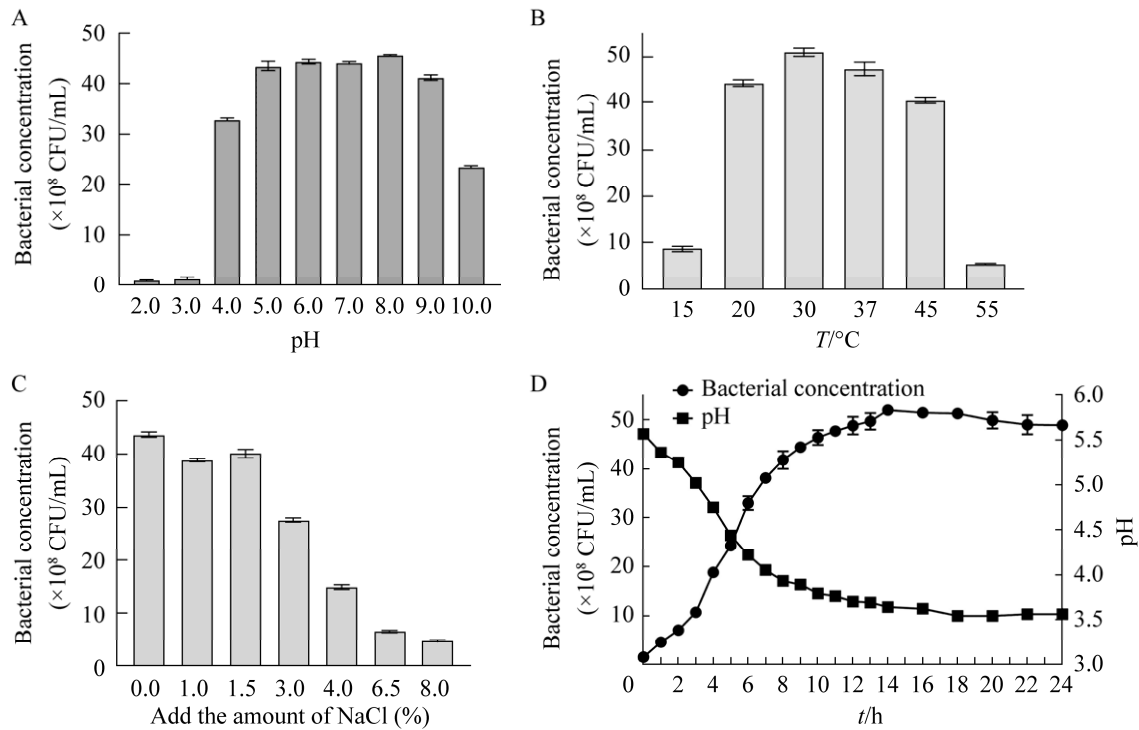 A
Bacterial concentration
(×10⁸ CFU/mL)
50
40
30
20
10
0
2.0 3.0 4.0 5.0 6.0 7.0 8.0 9.0 10.0
pH
B
Bacterial concentration
(×10⁸ CFU/mL)
50
40
30
20
10
0
15 20 30 37 45 55
T/°C
C
Bacterial concentration
(×10⁸ CFU/mL)
50
40
30
20
10
0
0.0 1.0 1.5 3.0 4.0 6.5 8.0
Add the amount of NaCl (%)
D
Bacterial concentration
pH
Bacterial concentration
(×10⁸ CFU/mL)
50
40
30
20
10
6.0
5.5
5.0
4.5
4.0
3.5
3.0
pH
0 2 4 6 8 10 12 14 16 18 20 22 24
t/h